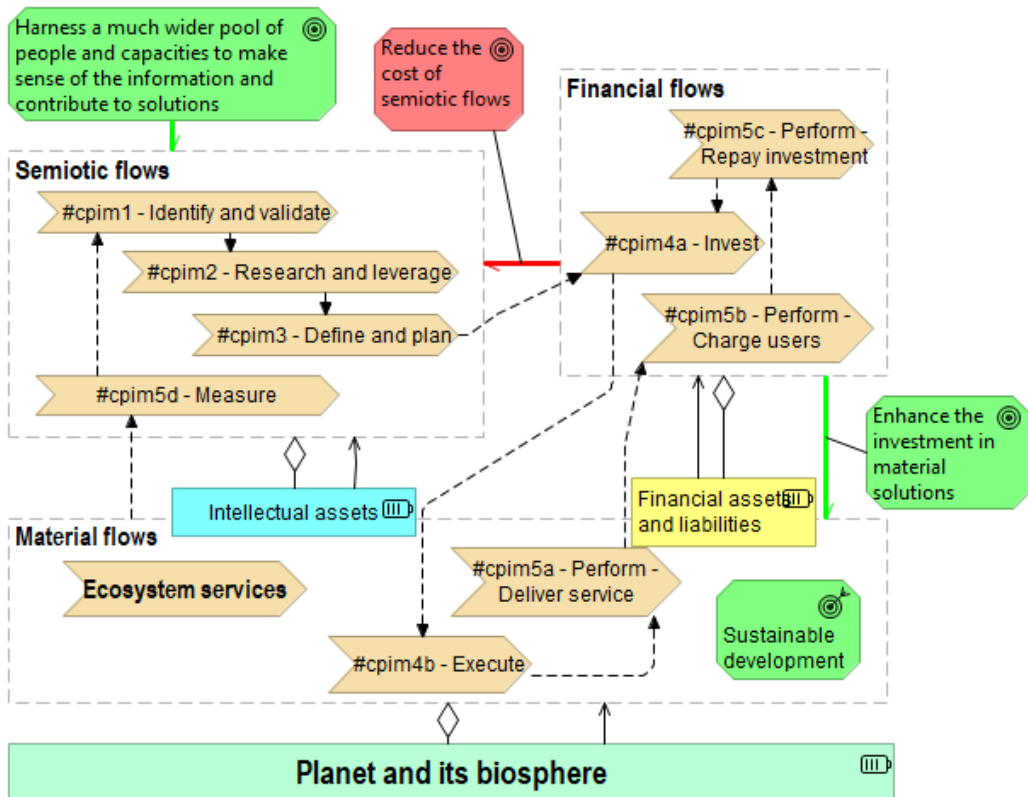 Harness a much wider pool of
people and capacities to make
sense of the information and
contribute to solutions
Reduce the
cost of
semiotic flows
Financial flows
#cpim5c - Perform -
Repay investment
Semiotic flows
#cpim1 - Identify and validate
#cpim4a - Invest
#cpim2 - Research and leverage
#cpim3 - Define and plan
#cpim5b - Perform -
Charge users
#cpim5d - Measure
Enhance the
investment in
material
solutions
Intellectual assets
Financial assets
and liabilities
Material flows
Ecosystem services
#cpim5a - Perform -
Deliver service
Sustainable
development
#cpim4b - Execute
Planet and its biosphere